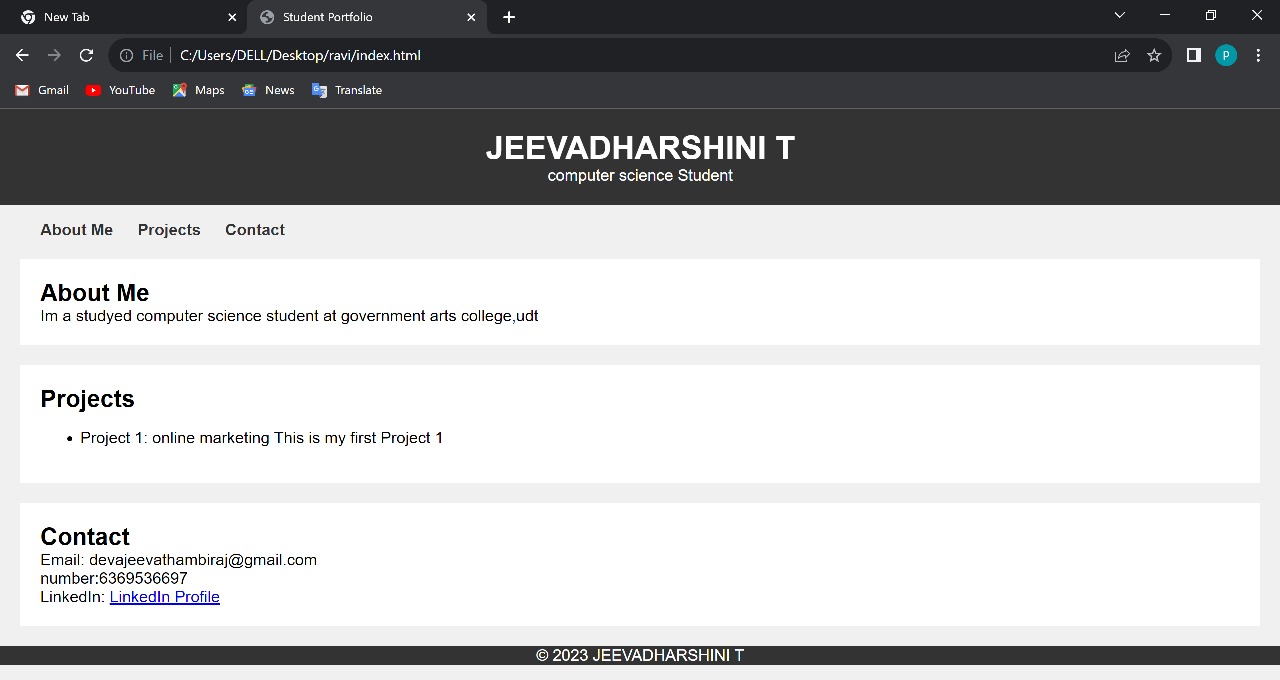 New Tab
Student Portfolio
File
C:/Users/DELL/Desktop/ravi/index.html
P
Gmail
YouTube
Maps
News
Translate
JEEVADHARSHINI T
computer science Student
About Me
Projects
Contact
About Me
Im a studyed computer science student at government arts college,udt
Projects
• Project 1: online marketing This is my first Project 1
Contact
Email: devajeevathambiraj@gmail.com
number:6369536697
LinkedIn: LinkedIn Profile
© 2023 JEEVADHARSHINI T